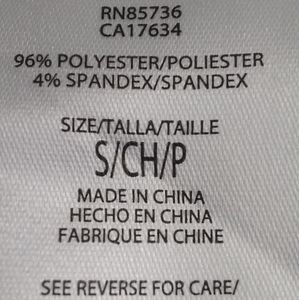 RN85736
CA17634
96% POLYESTER/POLIESTER
4% SPANDEX/SPANDEX
SIZE/TALLA/TAILLE
S/CH/P
MADE IN CHINA
HECHO EN CHINA
FABRIQUE EN CHINE
SEE REVERSE FOR CARE/